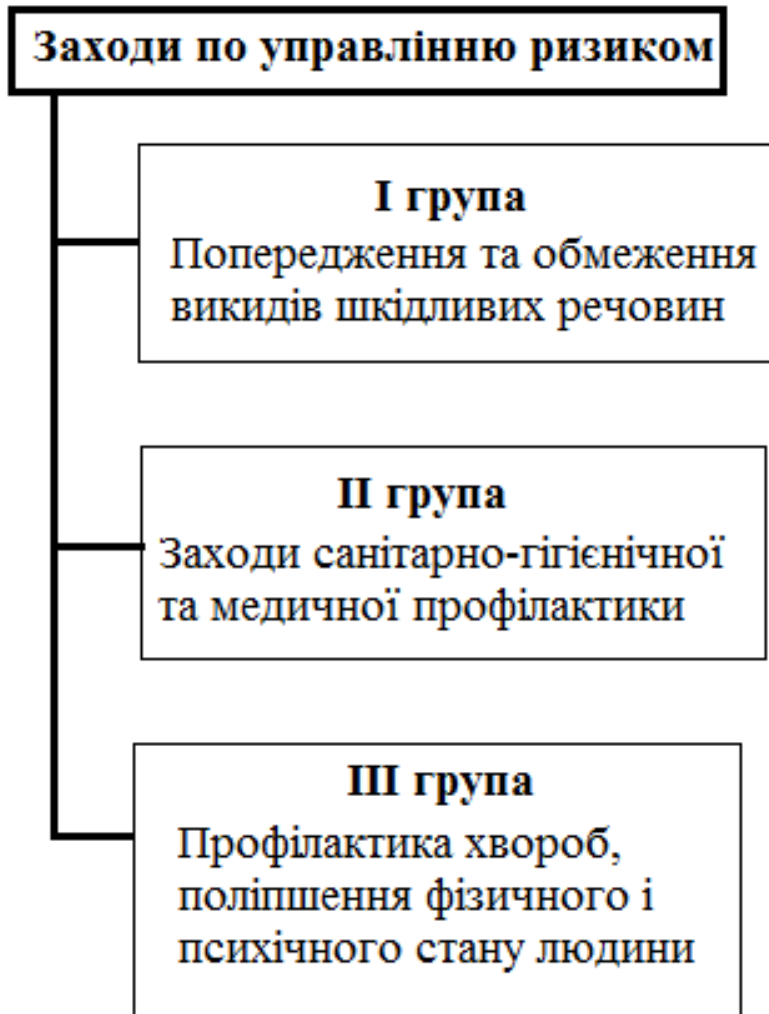 Заходи по управлінню ризиком
І група
Попередження та обмеження
викидів шкідливих речовин
ІІ група
Заходи санітарно-гігієнічної
та медичної профілактики
ІІІ група
Профілактика хвороб,
поліпшення фізичного і
психічного стану людини